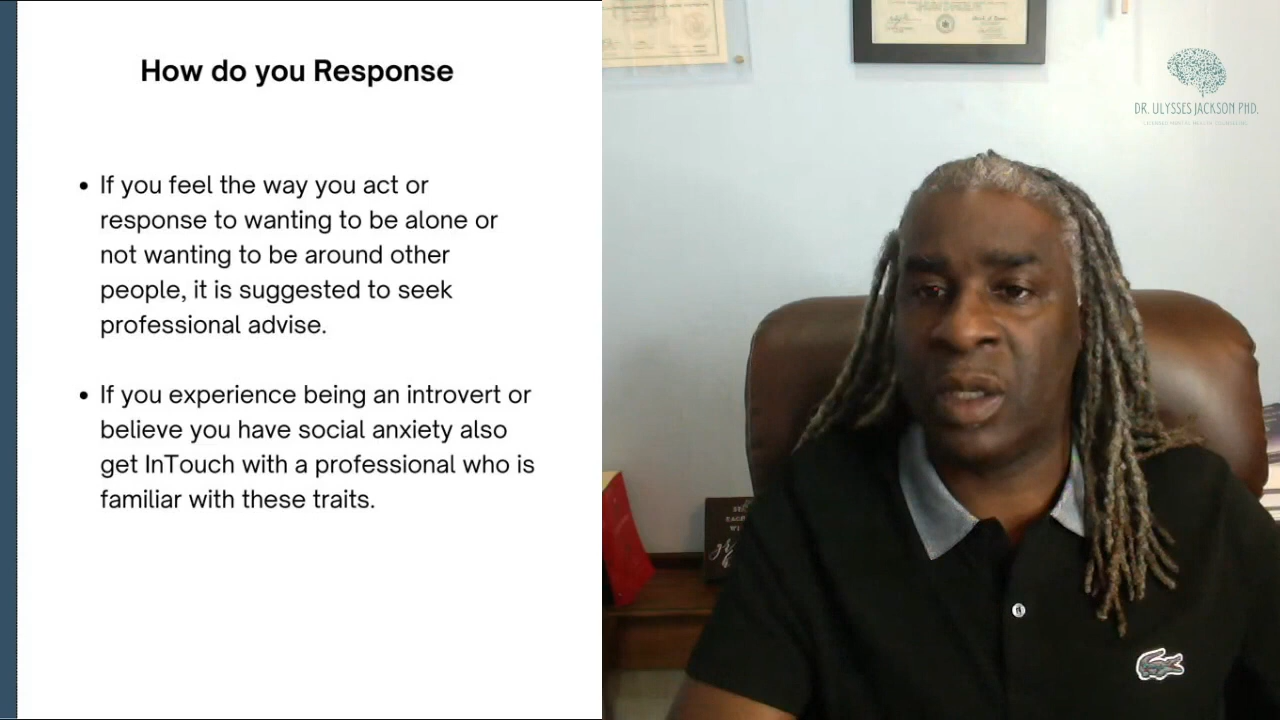 How do you Response
• If you feel the way you act or
response to wanting to be alone or
not wanting to be around other
people, it is suggested to seek
professional advise.
• If you experience being an introvert or
believe you have social anxiety also
get InTouch with a professional who is
familiar with these traits.
DR. ULYSSES JACKSON PHD.